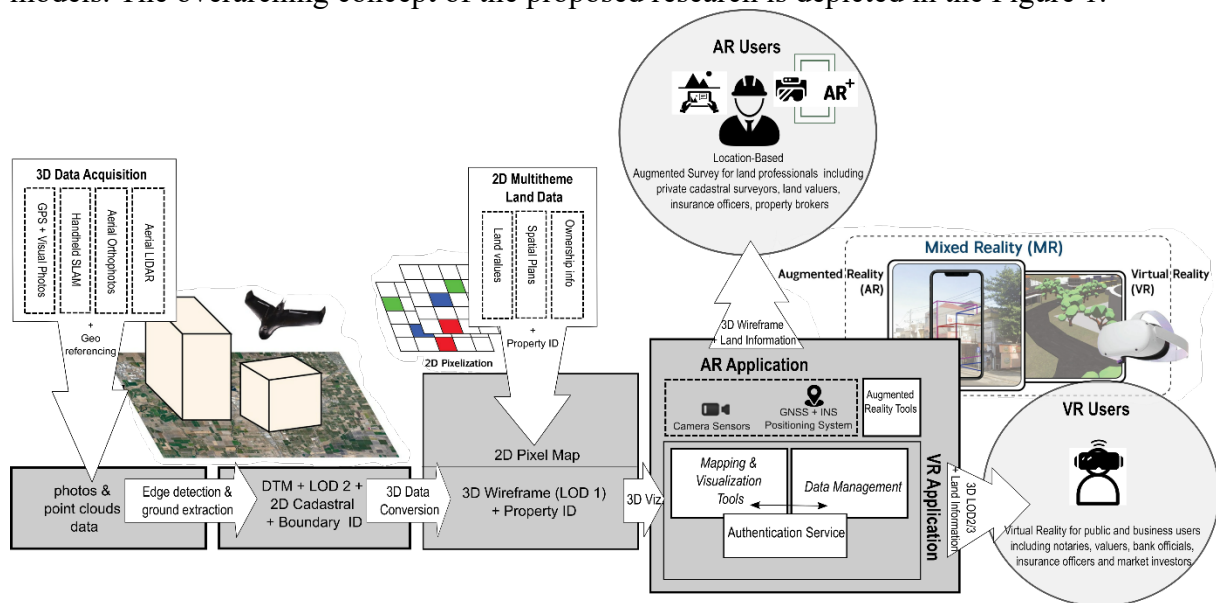 models. The overarching concept of the proposed research is depicted in the Figure 1.
AR Users
AR+
Location-Based
Augmented Survey for land professionals including
private cadastral surveyors, land valuers,
insurance officers, property brokers
3D Data Acquisition
GPS + Visual Photos
Handheld SLAM
Aerial Orthophotos
Aerial LIDAR
+
Geo
referencing
2D Multitheme
Land Data
Land values
Spatial Plans
Ownership info
+
Property ID
2D Pixelization
Mixed Reality (MR)
Augmented Reality
(AR)
Virtual Reality
(VR)
3D Wireframe
+ Land Information
AR Application
Camera Sensors
GNSS + INS
Positioning System
Augmented
Reality Tools
VR Users
Virtual Reality for public and business users
including notaries, valuers, bank officials,
insurance officers and market investors
photos &
point clouds
data
Edge detection &
ground extraction
DTM + LOD 2 +
2D Cadastral
+ Boundary ID
3D Data
Conversion
2D Pixel Map
3D Wireframe (LOD 1)
+ Property ID
3D Viz
Mapping &
Visualization
Tools
Data Management
Authentication Service
VR Application
3D LOD2/3
+ Land Information